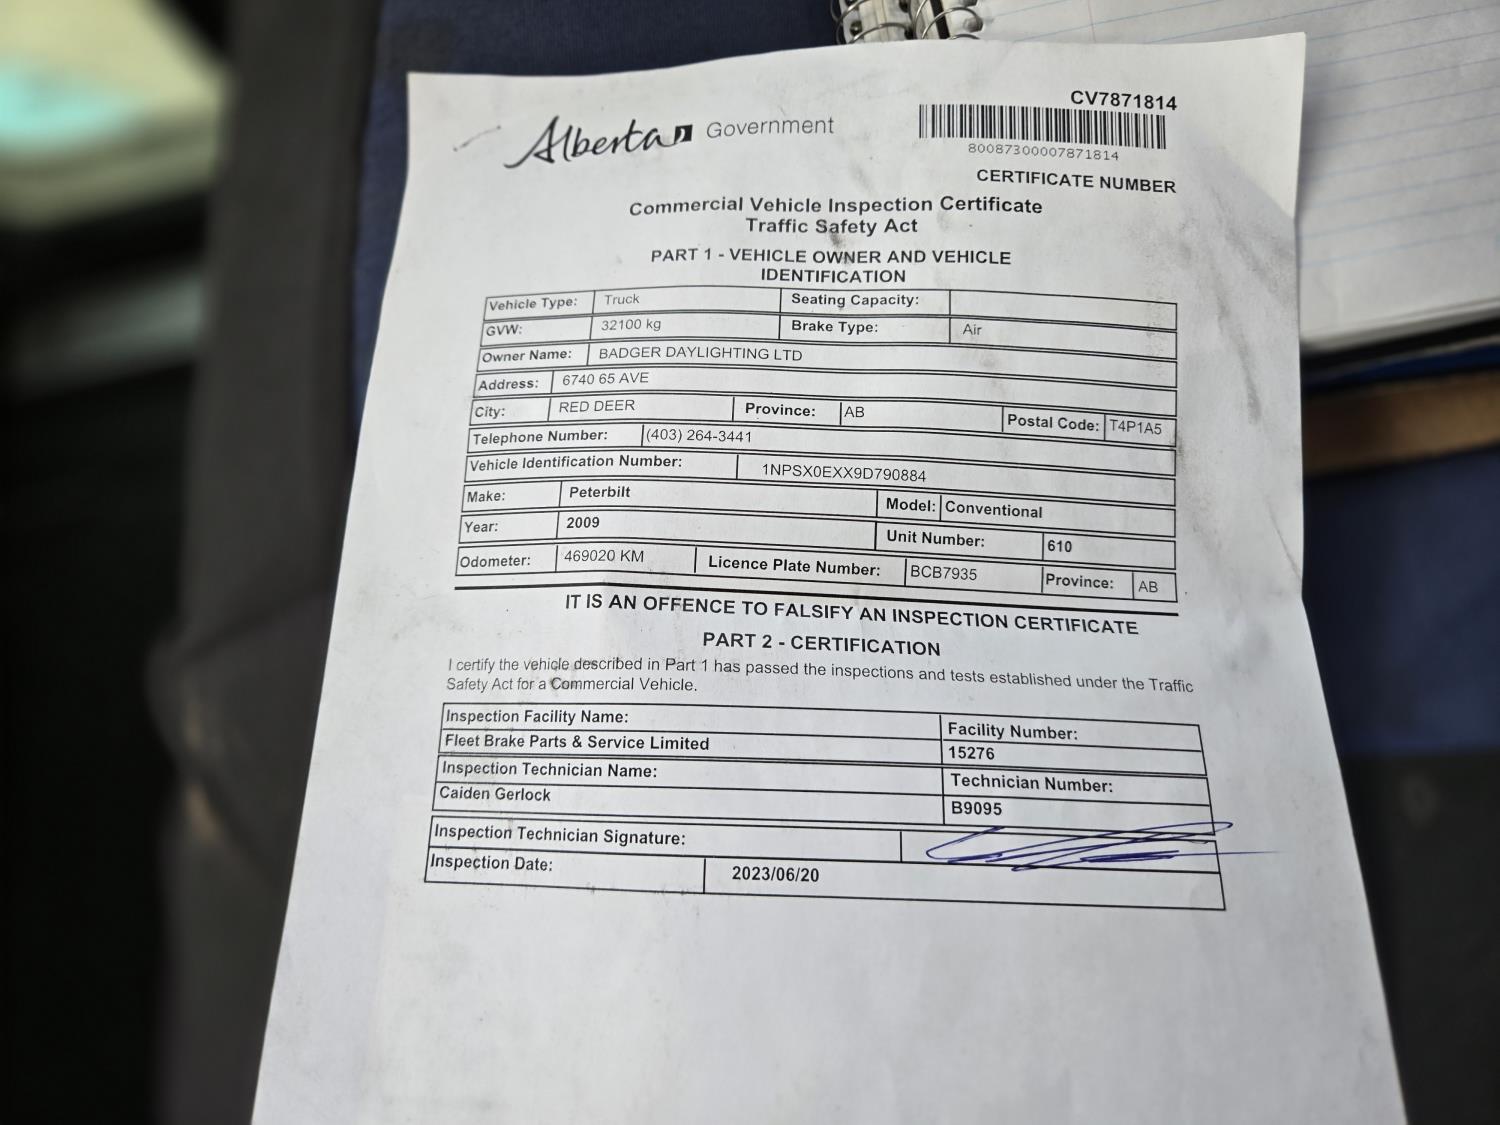 CV7871814
Alberta Government
80087300007871814
CERTIFICATE NUMBER
Commercial Vehicle Inspection Certificate
Traffic Safety Act
PART 1 - VEHICLE OWNER AND VEHICLE
IDENTIFICATION
Vehicle Type: Truck Seating Capacity:
GVW: 32100 kg Brake Type: Air
Owner Name: BADGER DAYLIGHTING LTD
Address: 6740 65 AVE
City: RED DEER Province: AB Postal Code: T4P1A5
Telephone Number: (403) 264-3441
Vehicle Identification Number: 1NPSX0EXX9D790884
Make: Peterbilt Model: Conventional
Year: 2009 Unit Number: 610
Odometer: 469020 KM Licence Plate Number: BCB7935 Province: AB
IT IS AN OFFENCE TO FALSIFY AN INSPECTION CERTIFICATE
PART 2 - CERTIFICATION
I certify the vehicle described in Part 1 has passed the inspections and tests established under the Traffic
Safety Act for a Commercial Vehicle.
Inspection Facility Name: Facility Number:
Fleet Brake Parts & Service Limited 15276
Inspection Technician Name: Technician Number:
Caiden Gerlock B9095
Inspection Technician Signature:
Inspection Date: 2023/06/20